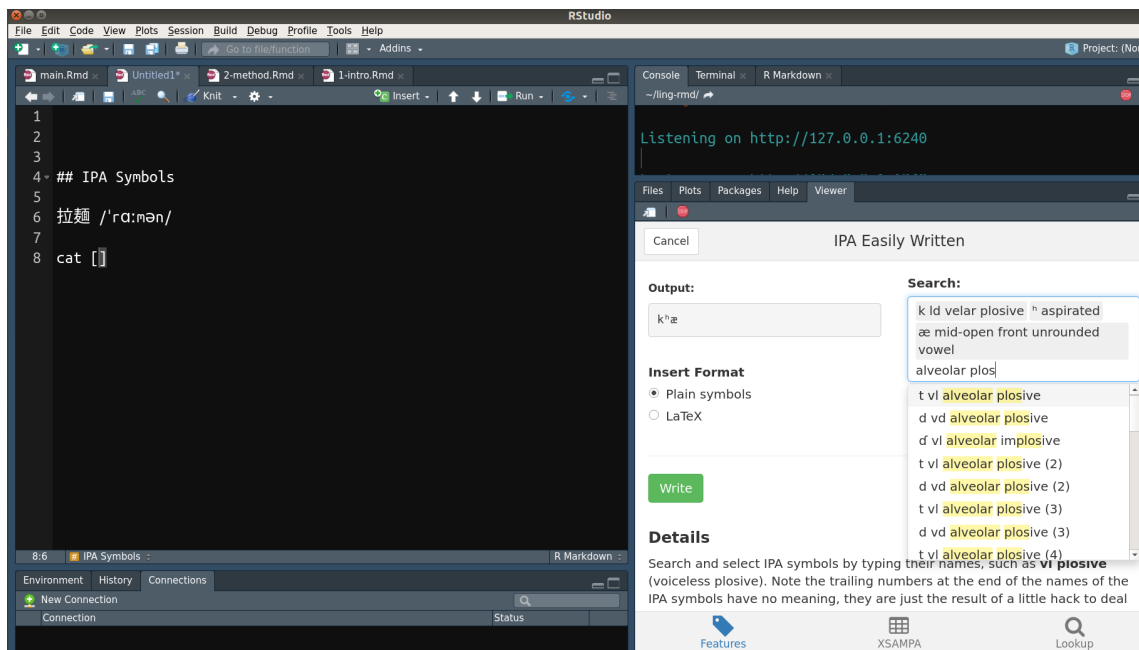 RStudio
File Edit Code View Plots Session Build Debug Profile Tools Help
Go to file/function Addins Project: (No
main.Rmd Untitled1* 2-method.Rmd 1-intro.Rmd
ABC Knit Insert Run
1
2
3
4 ## IPA Symbols
5
6 拉麺 /ˈrɑːmən/
7
8 cat []
8:6 # IPA Symbols R Markdown
Environment History Connections
New Connection
Connection Status
Console Terminal R Markdown
~/ling-rmd/
Listening on http://127.0.0.1:6240
Files Plots Packages Help Viewer
Cancel IPA Easily Written
Output:
kʰæ
Insert Format
Plain symbols
LaTeX
Write
Search:
k ld velar plosive ʰ aspirated
æ mid-open front unrounded
vowel
alveolar plos
t vl alveolar plosive
d vd alveolar plosive
ɗ vl alveolar implosive
t vl alveolar plosive (2)
d vd alveolar plosive (2)
t vl alveolar plosive (3)
d vd alveolar plosive (3)
t vl alveolar plosive (4)
Details
Search and select IPA symbols by typing their names, such as vl plosive
(voiceless plosive). Note the trailing numbers at the end of the names of the
IPA symbols have no meaning, they are just the result of a little hack to deal
Features XSAMPA Lookup